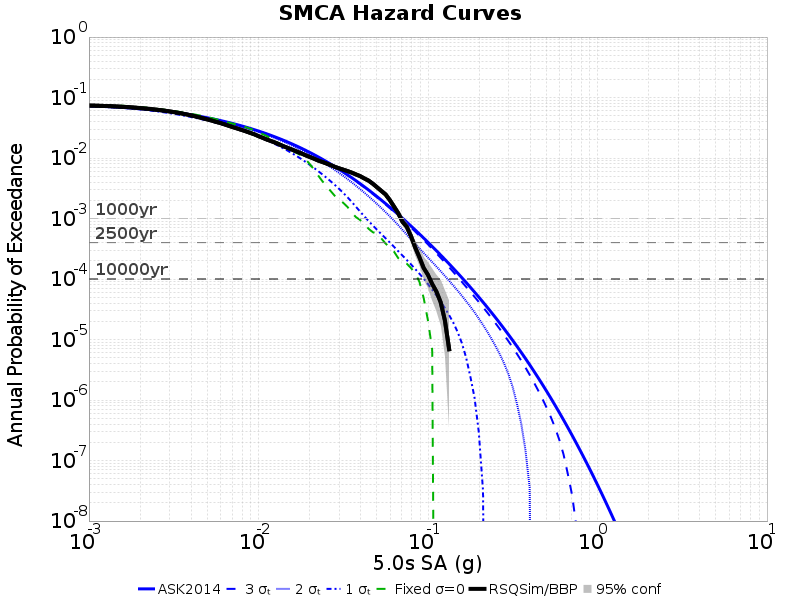 SMCA Hazard Curves
Annual Probability of Exceedance
10^0
10^-1
10^-2
10^-3
10^-4
10^-5
10^-6
10^-7
10^-8
1000yr
2500yr
10000yr
10^-3 10^-2 10^-1 10^0 10^1
5.0s SA (g)
ASK2014 3 σₜ 2 σₜ 1 σₜ Fixed σ=0 RSQSim/BBP 95% conf